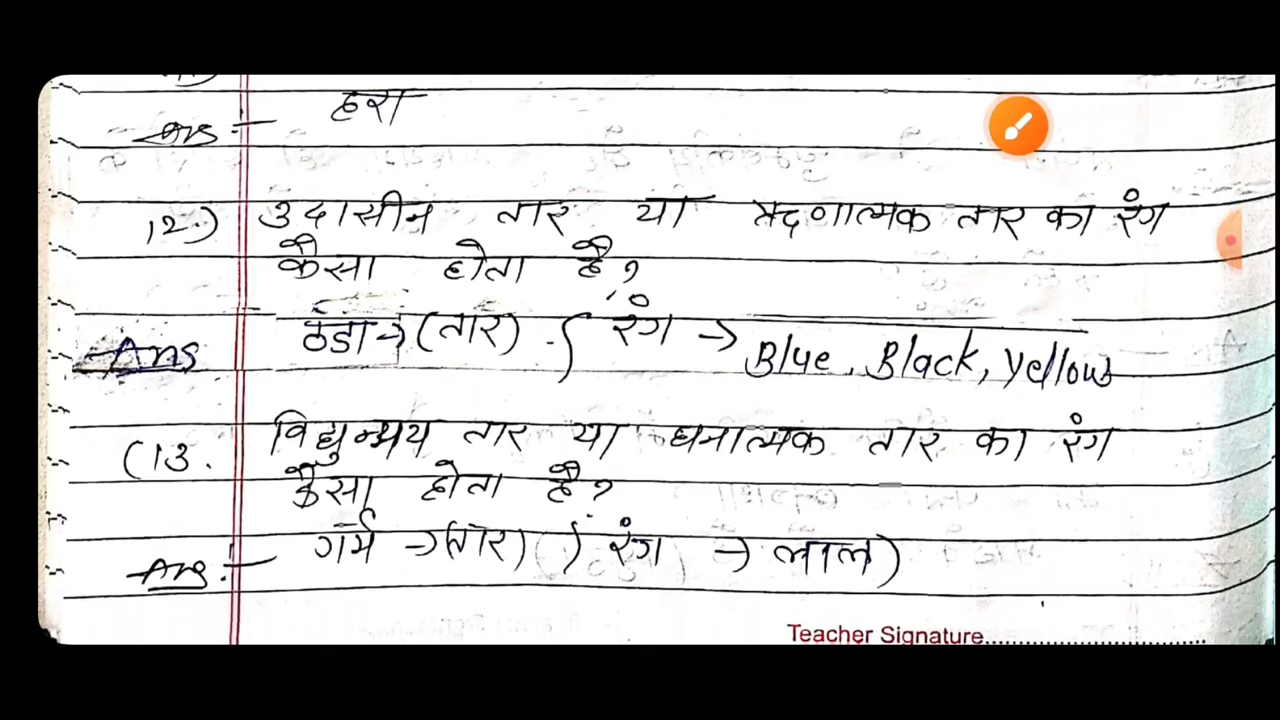 हरा
Ans :-
12.) उदासीन तार या ऋणात्मक तार का रंग
कैसा होता है?
Ans ठंडा → (तार) . { रंग → Blue, Black, Yellow
(13. विद्युन्मय तार या धनात्मक तार का रंग
कैसा होता है?
Ans :- गर्म → (तार) ) रंग → लाल)
Teacher Signature